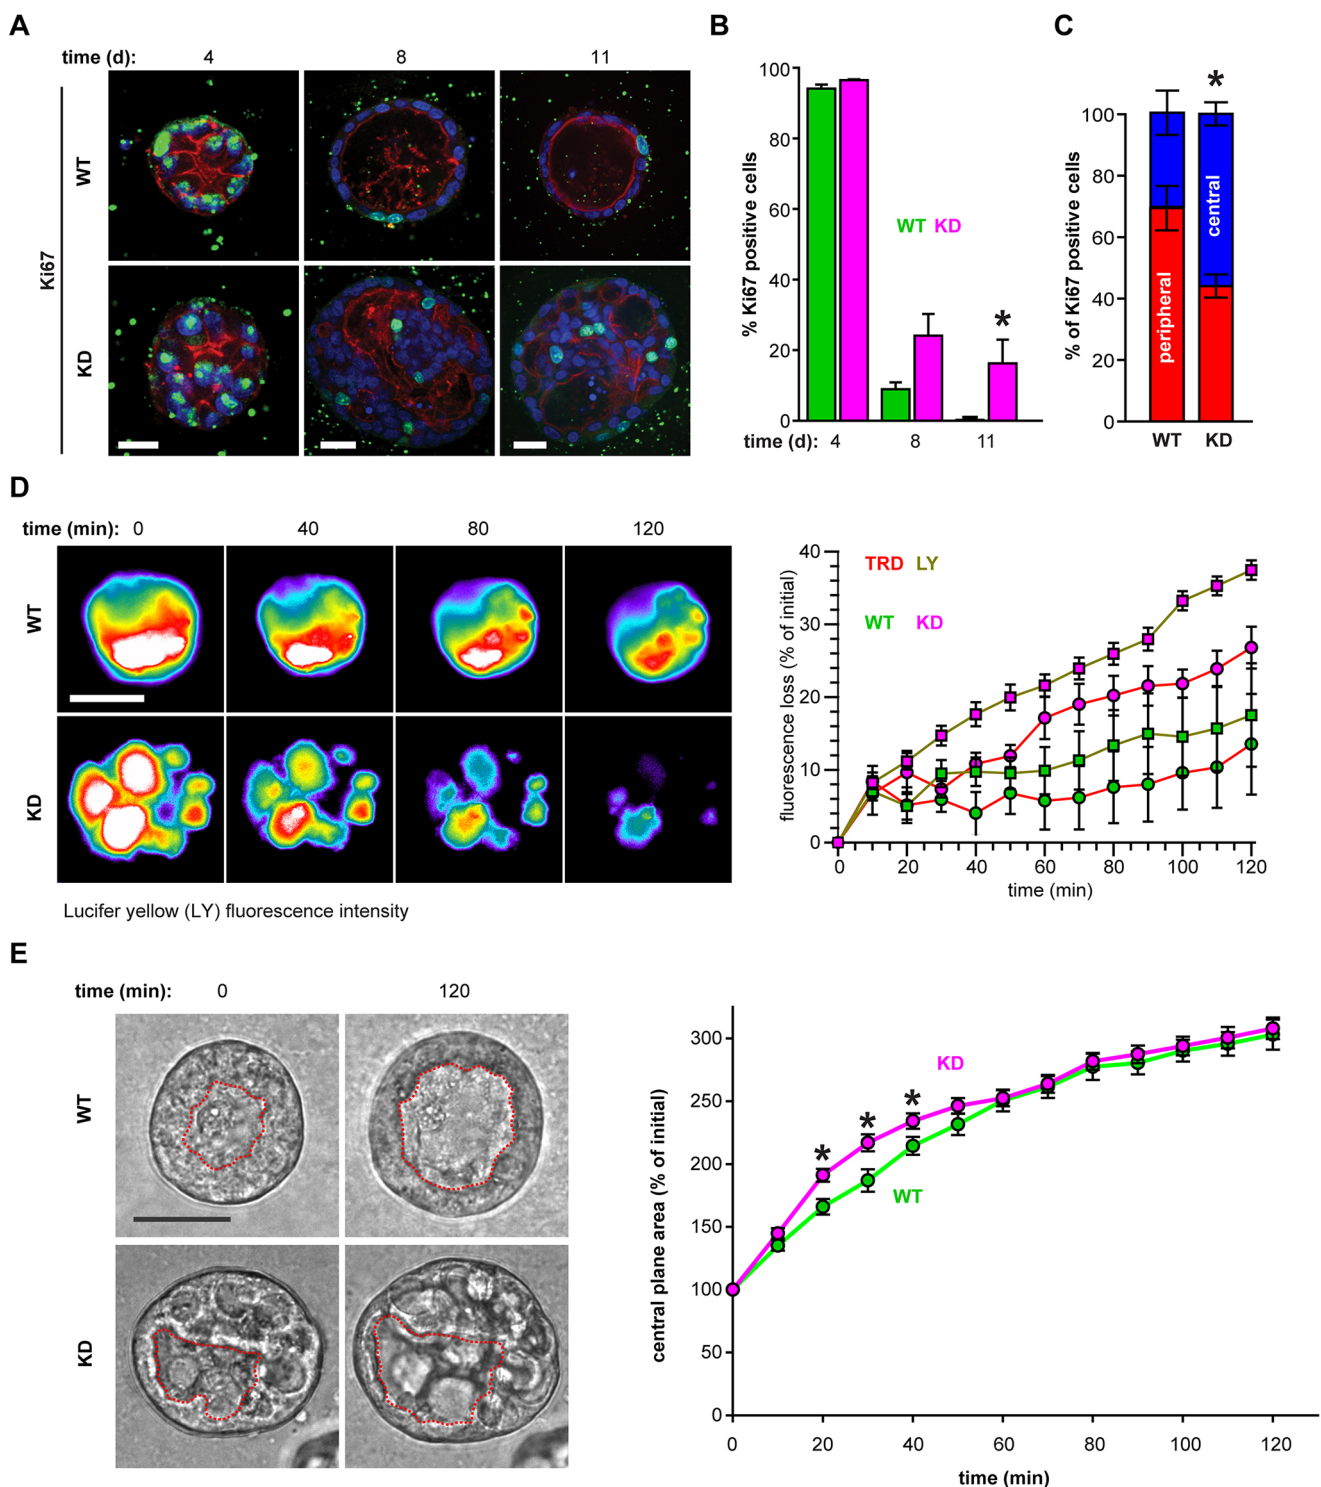 A
time (d): 4 8 11
Ki67
WT
KD
B
100
80
60
40
20
0
% Ki67 positive cells
WT KD
*
time (d): 4 8 11
C
*
100
80
60
40
20
0
% of Ki67 positive cells
peripheral
central
WT KD
D
time (min): 0 40 80 120
WT
KD
Lucifer yellow (LY) fluorescence intensity
40
30
20
10
0
fluorescence loss (% of initial)
TRD LY
WT KD
0 20 40 60 80 100 120
time (min)
E
time (min): 0 120
WT
KD
300
250
200
150
100
50
0
central plane area (% of initial)
KD
* * *
WT
0 20 40 60 80 100 120
time (min)